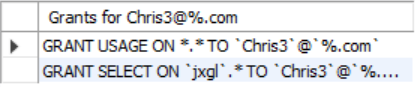 Grants for Chris3@%.com
GRANT USAGE ON *.* TO `Chris3`@`%.com`
GRANT SELECT ON `jxgl`.* TO `Chris3`@`%....